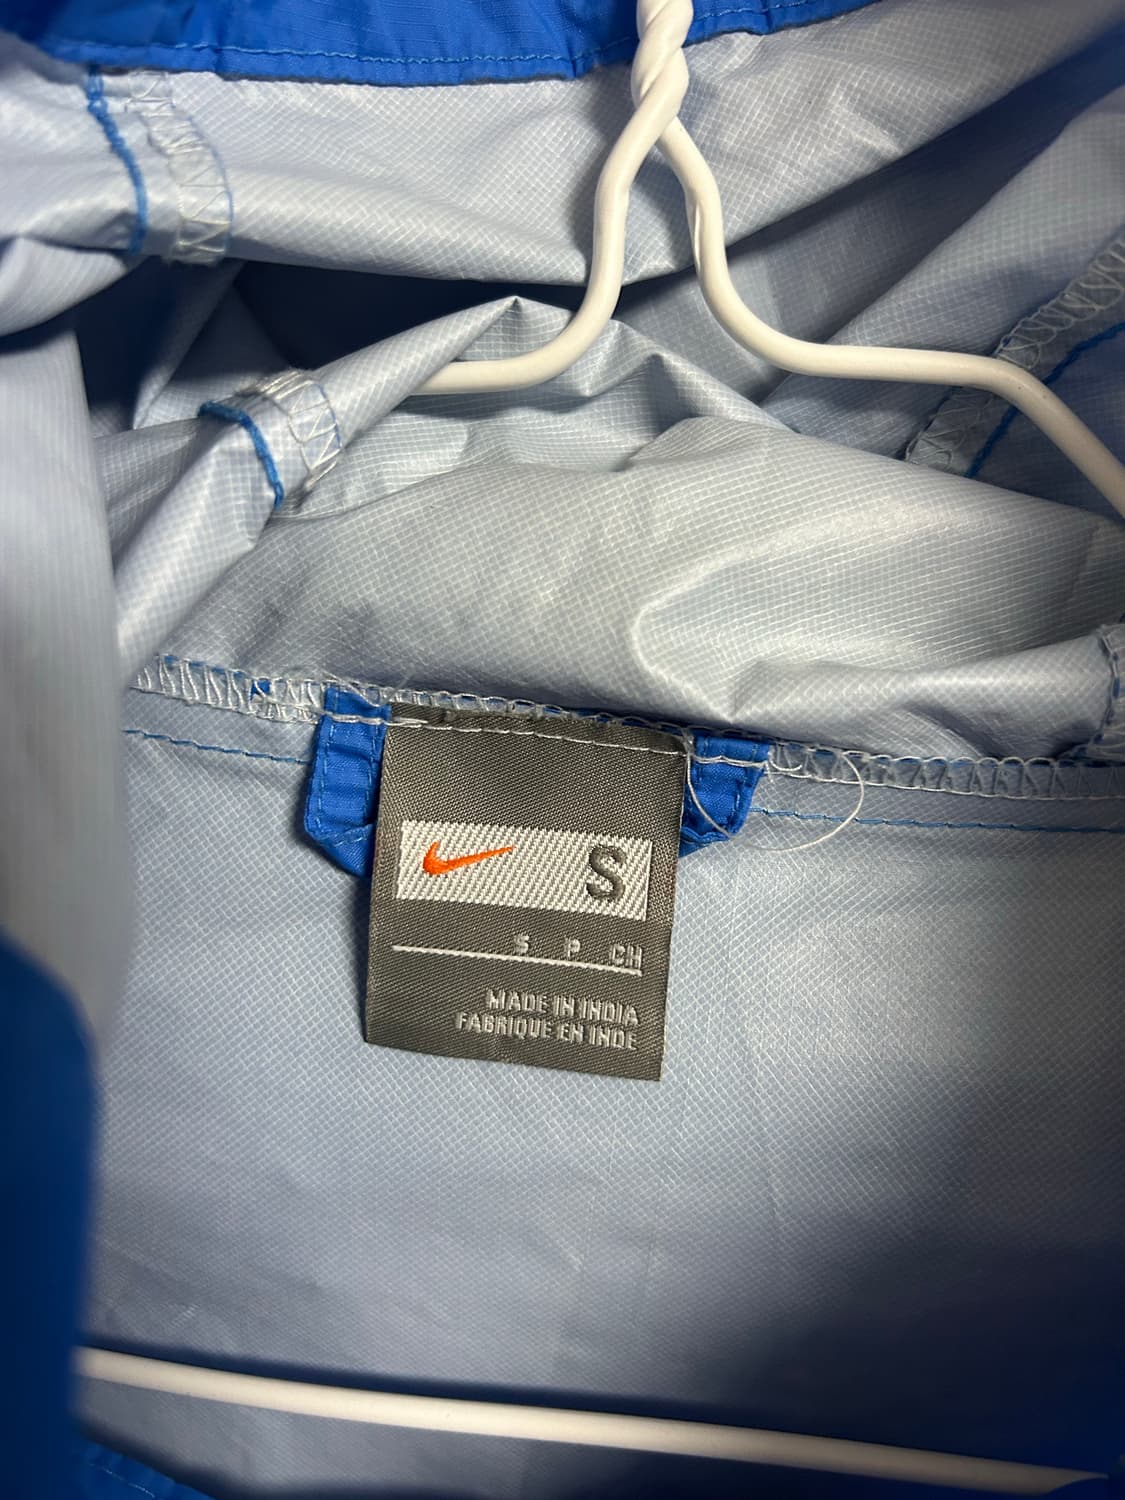 S
S P CH
MADE IN INDIA
FABRIQUE EN INDE